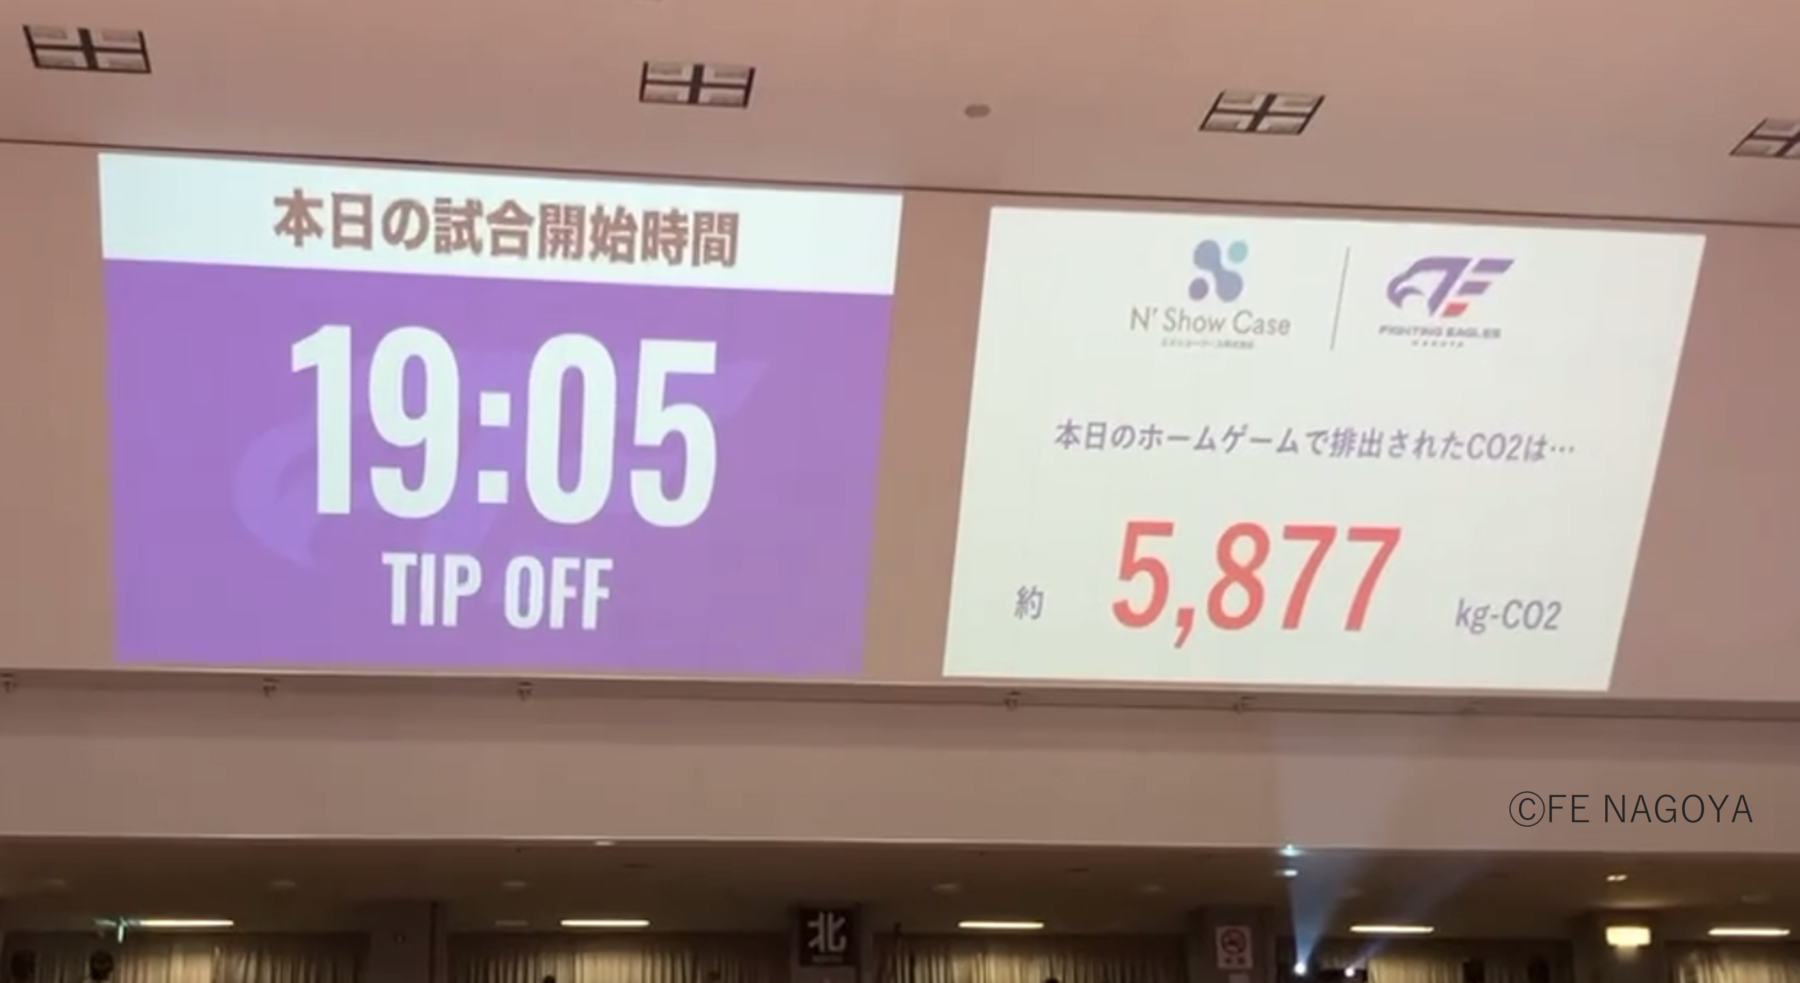 本日の試合開始時間
19:05
TIP OFF
N' Show Case
FIGHTING EAGLES
NAGOYA
本日のホームゲームで排出されたCO2は…
約 5,877 kg-CO2
©FE NAGOYA
北